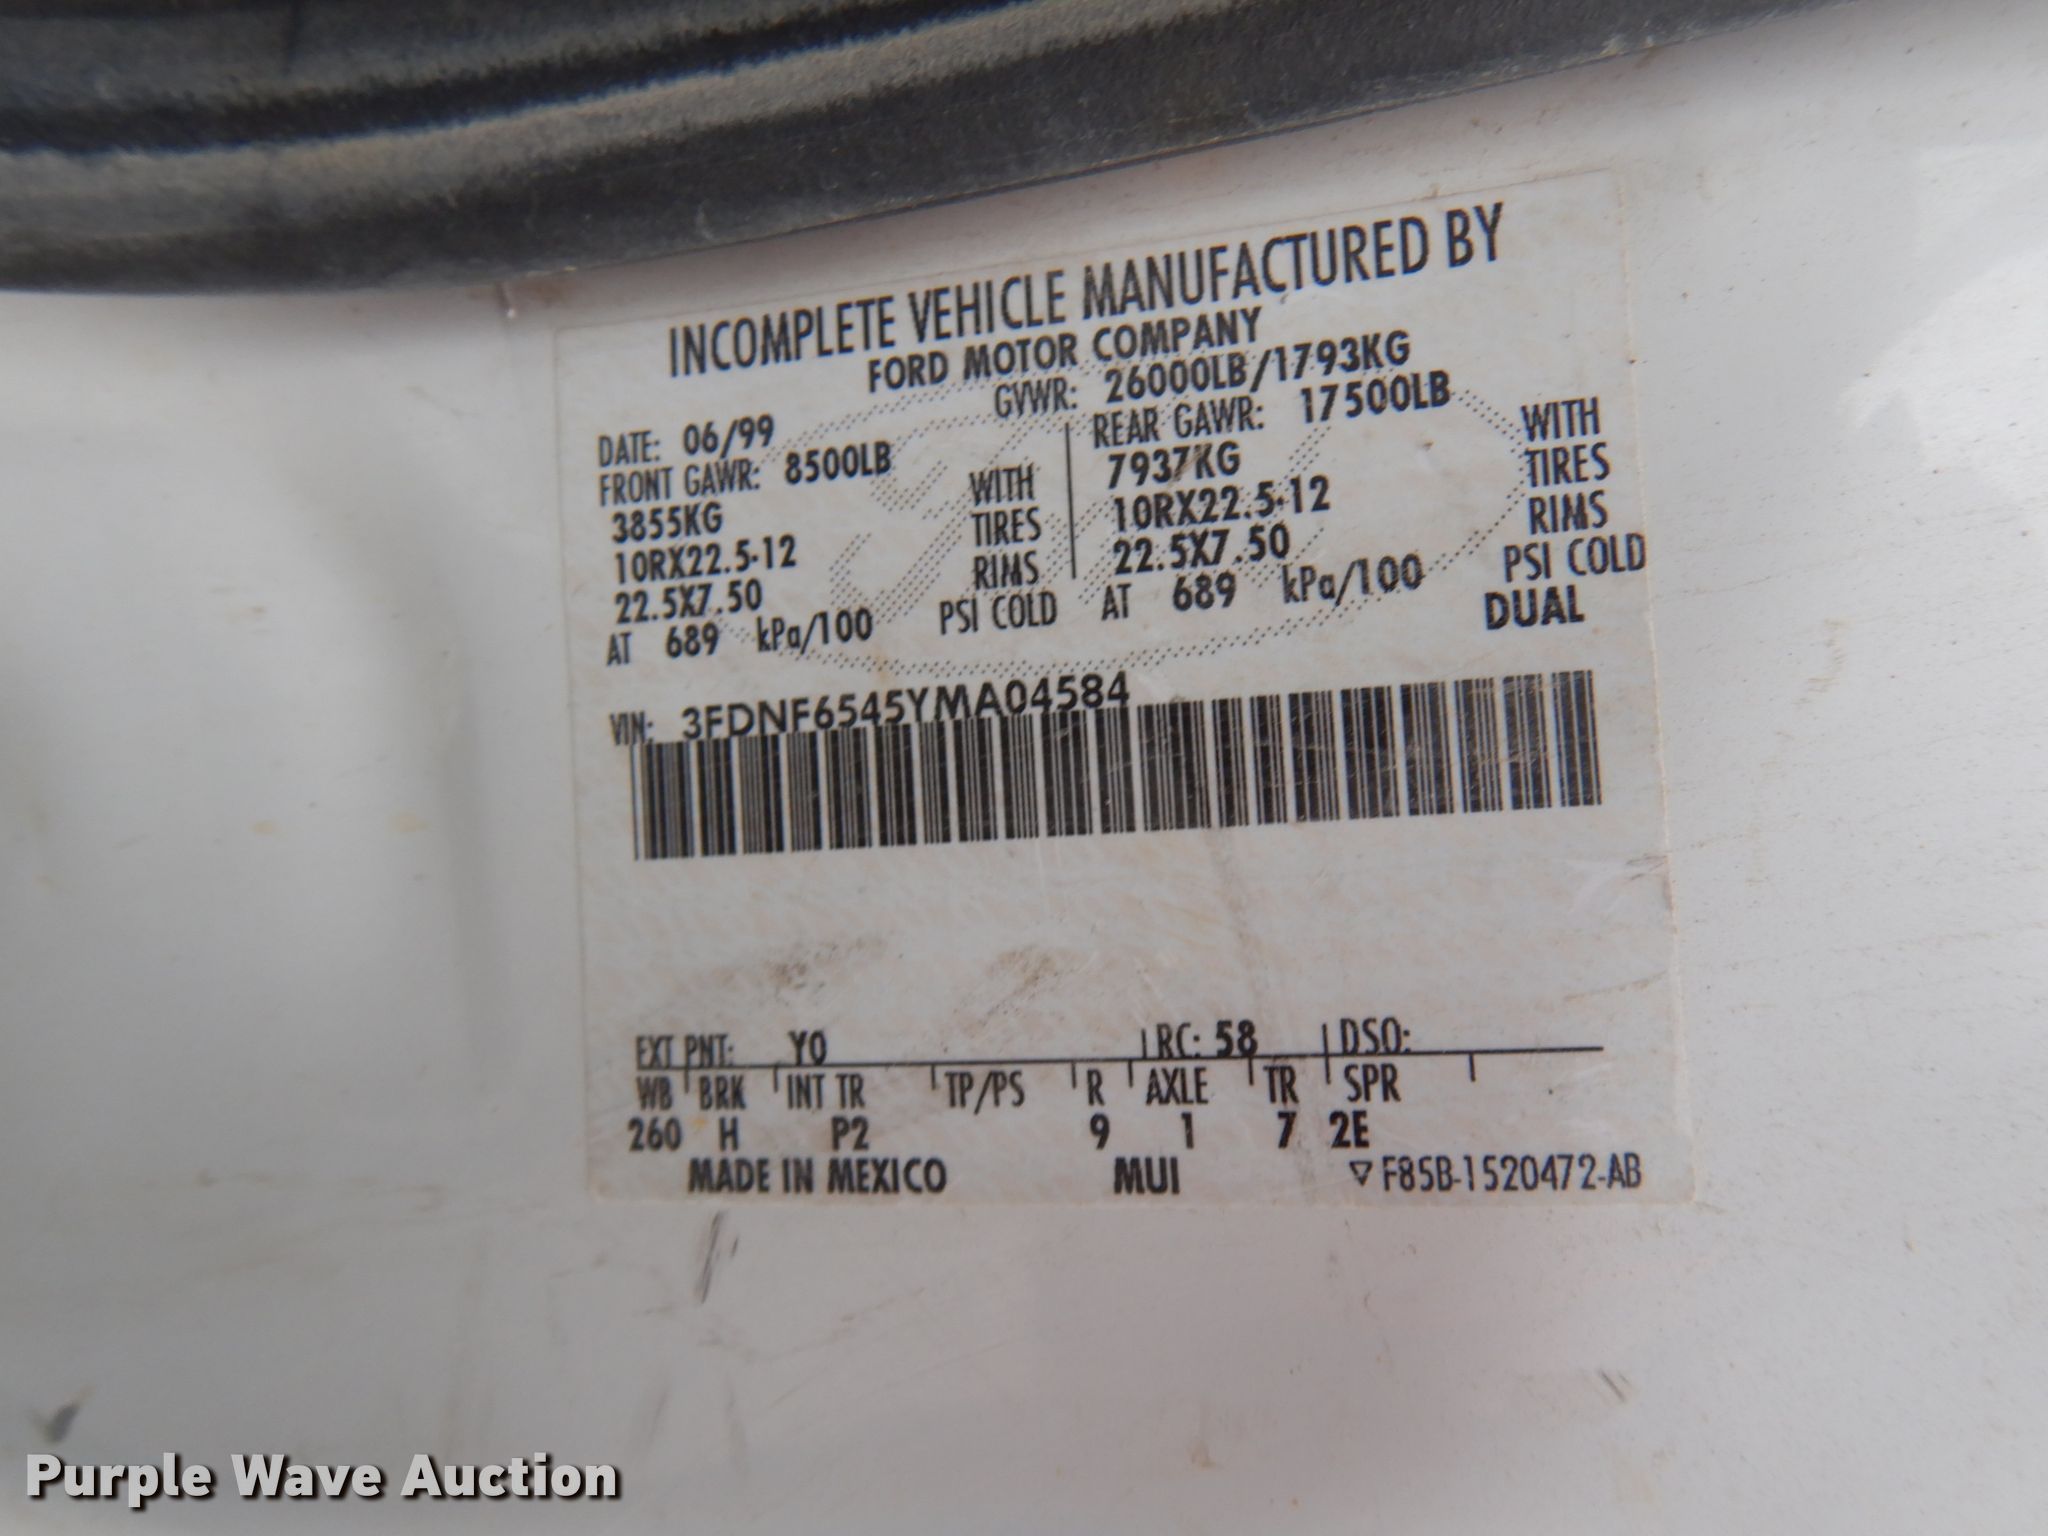 INCOMPLETE VEHICLE MANUFACTURED BY
FORD MOTOR COMPANY
GVWR: 26000LB/1793KG
DATE: 06/99
FRONT GAWR: 8500LB
3855KG WITH
10RX22.5-12 TIRES
22.5X7.50 RIMS
AT 689 kPa/100 PSI COLD
REAR GAWR: 17500LB
7937KG WITH
10RX22.5-12 TIRES
22.5X7.50 RIMS
AT 689 kPa/100 PSI COLD
DUAL
VIN: 3FDNF6545YMA04584
EXT PNT: Y0 RC: 58 DSO:
WB BRK INT TR TP/PS R AXLE TR SPR
260 H P2 9 1 7 2E
MADE IN MEXICO MUI ▽ F85B-1520472-AB
Purple Wave Auction